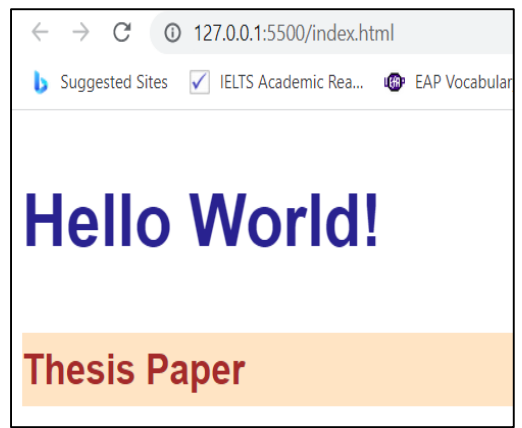 127.0.0.1:5500/index.html
Suggested Sites IELTS Academic Rea... EAP Vocabular
Hello World!
Thesis Paper